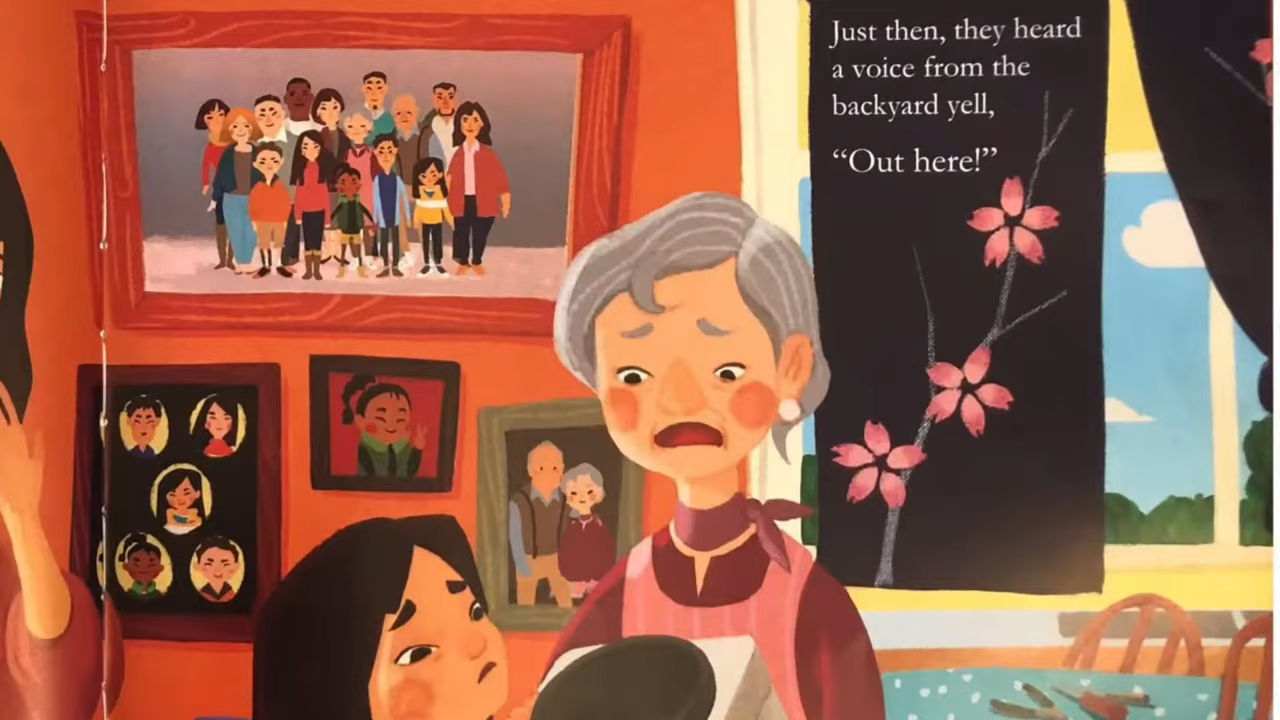 Just then, they heard
a voice from the
backyard yell,
“Out here!”